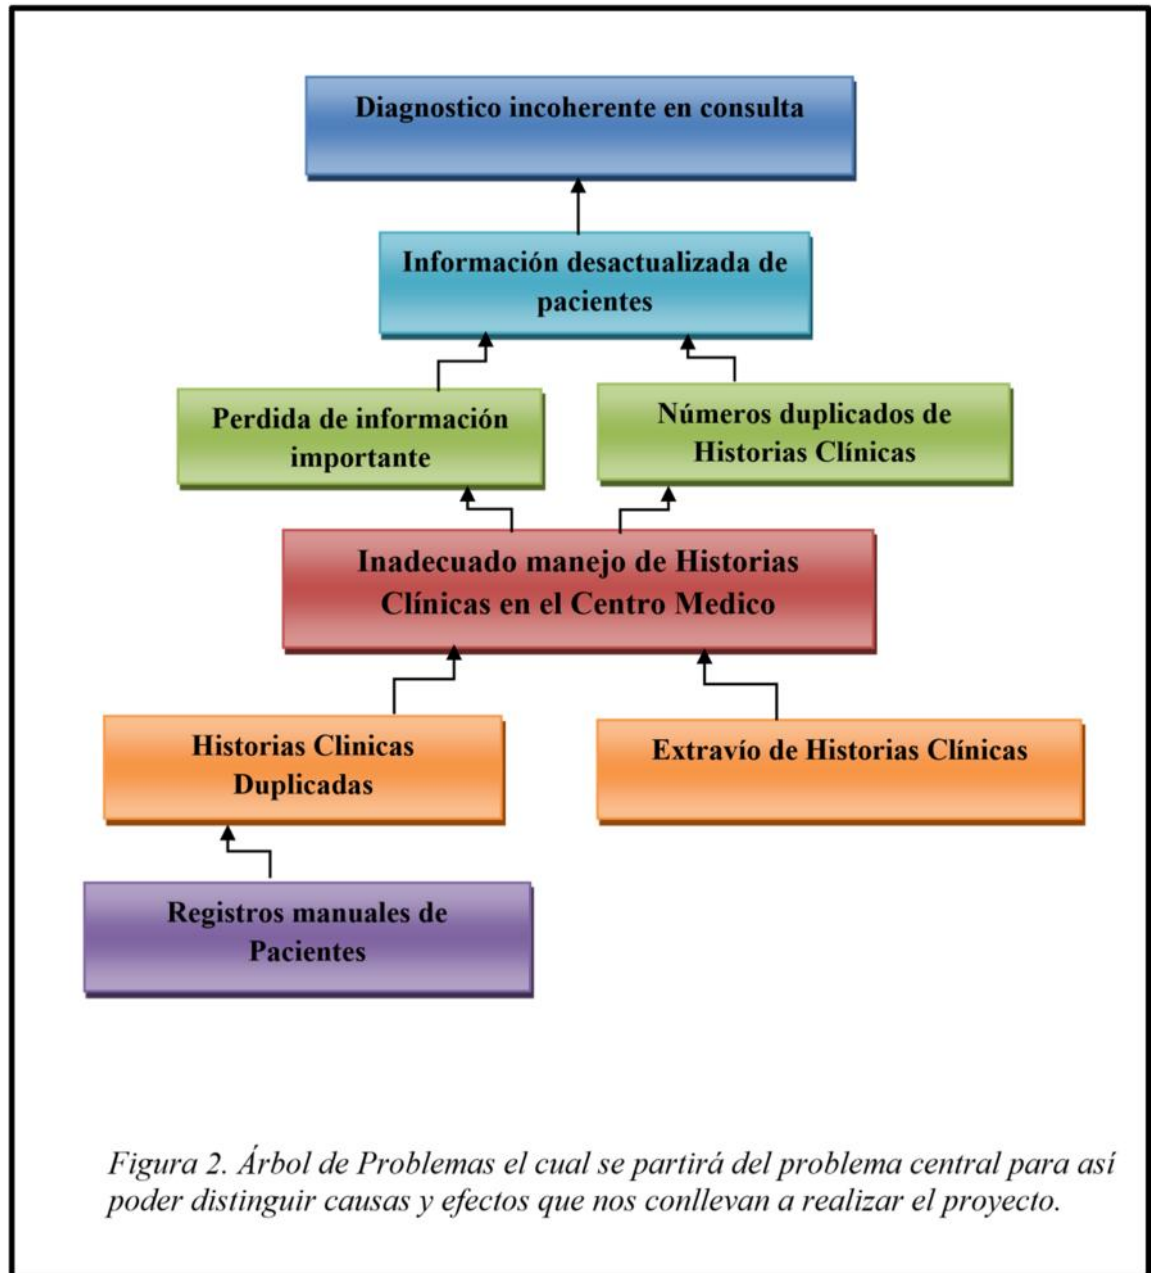 Diagnostico incoherente en consulta
Información desactualizada de
pacientes
Perdida de información
importante
Números duplicados de
Historias Clínicas
Inadecuado manejo de Historias
Clínicas en el Centro Medico
Historias Clinicas
Duplicadas
Extravío de Historias Clínicas
Registros manuales de
Pacientes
Figura 2. Árbol de Problemas el cual se partirá del problema central para así
poder distinguir causas y efectos que nos conllevan a realizar el proyecto.